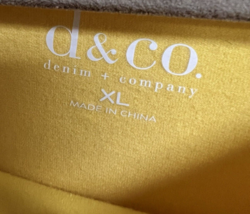 d&co.
denim + company
XL
MADE IN CHINA